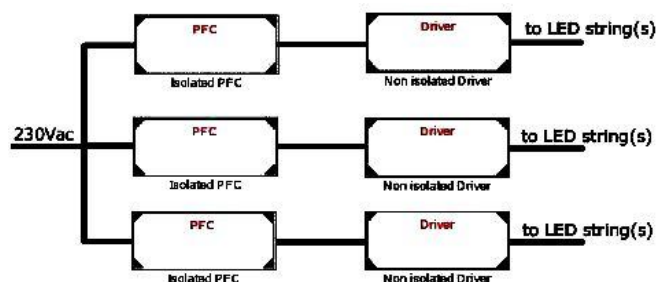 PFC
Driver
to LED string(s)
Isolated PFC
Non isolated Driver
230Vac
PFC
Driver
to LED string(s)
Isolated PFC
Non isolated Driver
PFC
Driver
to LED string(s)
Isolated PFC
Non isolated Driver